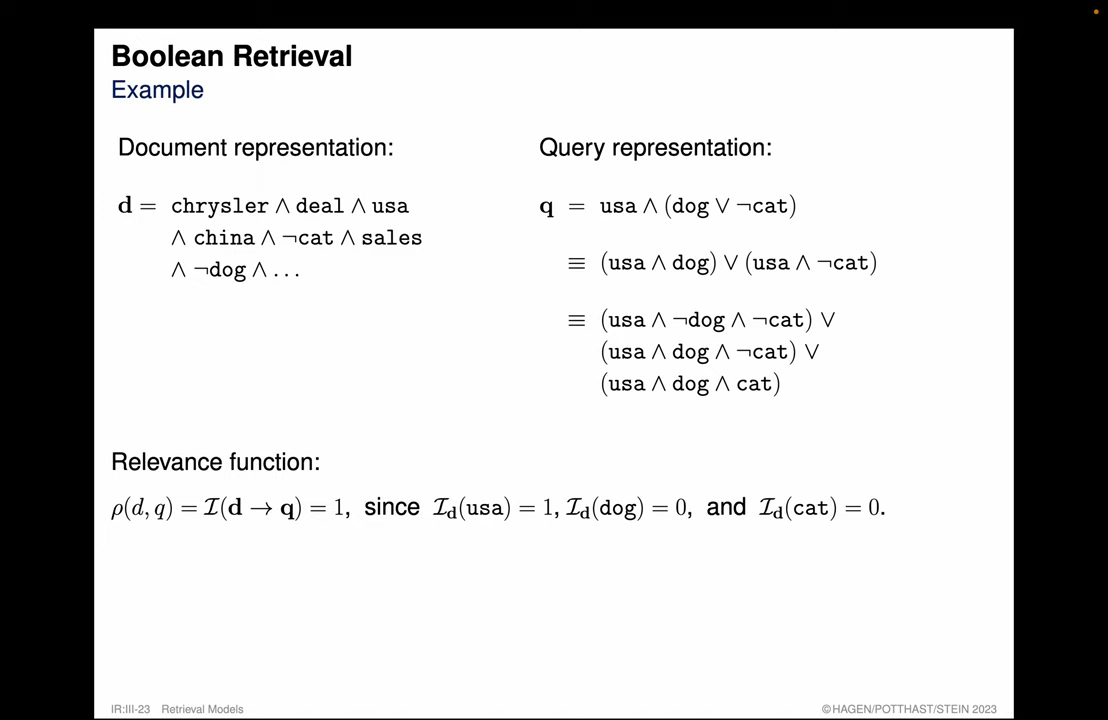 Boolean Retrieval
Example
Document representation:
d = chrysler ∧ deal ∧ usa
∧ china ∧ ¬cat ∧ sales
∧ ¬dog ∧ ...
Query representation:
q = usa ∧ (dog ∨ ¬cat)
≡ (usa ∧ dog) ∨ (usa ∧ ¬cat)
≡ (usa ∧ ¬dog ∧ ¬cat) ∨
(usa ∧ dog ∧ ¬cat) ∨
(usa ∧ dog ∧ cat)
Relevance function:
ρ(d, q) = I(d → q) = 1, since I_d(usa) = 1, I_d(dog) = 0, and I_d(cat) = 0.
IR:III-23 Retrieval Models
©HAGEN/POTTHAST/STEIN 2023